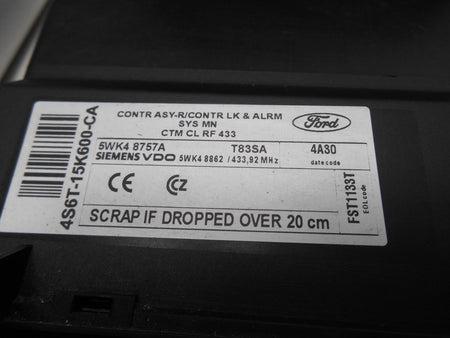 CONTR ASY-R/CONTR LK & ALRM
SYS MN
CTM CL RF 433
Ford
5WK4 8757A T83SA 4A30
SIEMENS VDO 5WK4 8862 /433,92 MHz date code
CE CZ
SCRAP IF DROPPED OVER 20 cm
4S6T-15K600-CA
FST1133T
EOL code